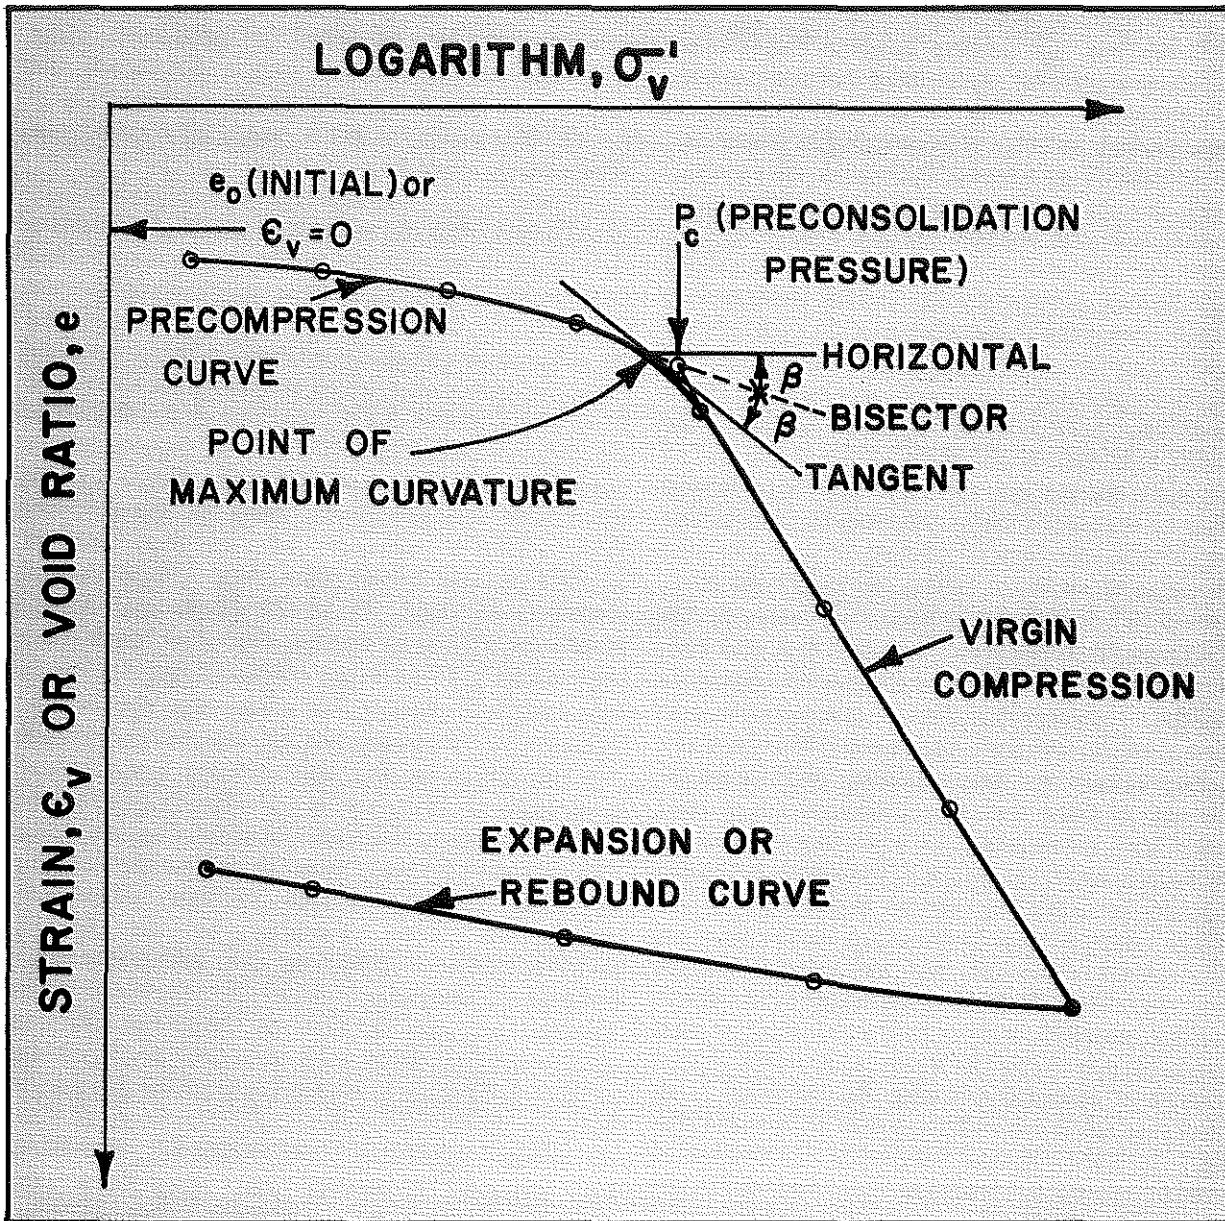 LOGARITHM, σv'
e₀ (INITIAL) or
ϵv = 0
Pc (PRECONSOLIDATION
PRESSURE)
PRECOMPRESSION
CURVE
HORIZONTAL
β
BISECTOR
β
TANGENT
POINT OF
MAXIMUM CURVATURE
STRAIN, ϵv OR VOID RATIO, e
VIRGIN
COMPRESSION
EXPANSION OR
REBOUND CURVE